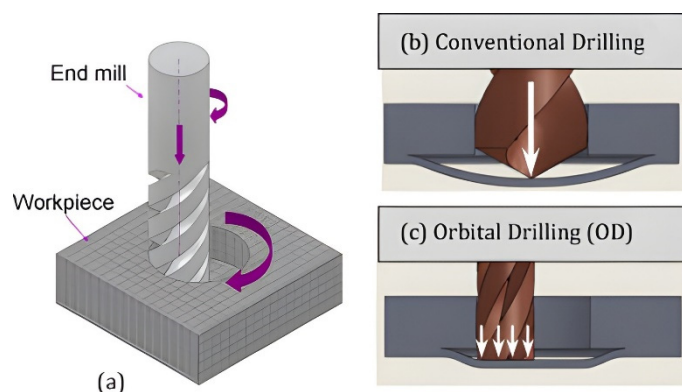 End mill
Workpiece
(a)
(b) Conventional Drilling
(c) Orbital Drilling (OD)